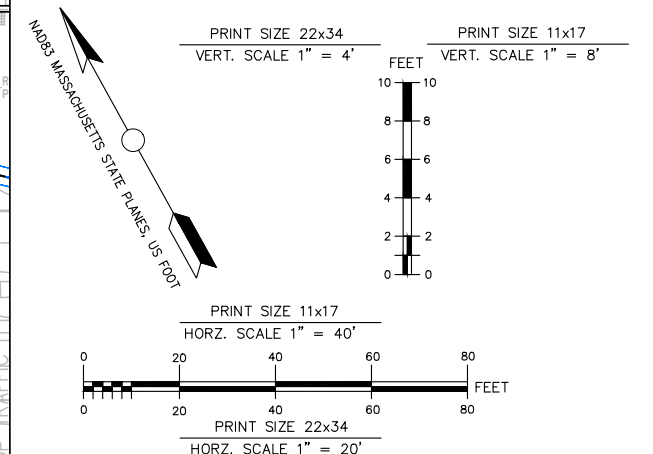 PRINT SIZE 22x34
VERT. SCALE 1" = 4'
PRINT SIZE 11x17
VERT. SCALE 1" = 8'
FEET
10 10
8 8
6 6
4 4
2 2
0 0
NAD83 MASSACHUSETTS STATE PLANES, US FOOT
PRINT SIZE 11x17
HORZ. SCALE 1" = 40'
0 20 40 60 80
FEET
0 20 40 60 80
PRINT SIZE 22x34
HORZ. SCALE 1" = 20'
TRAFFIC